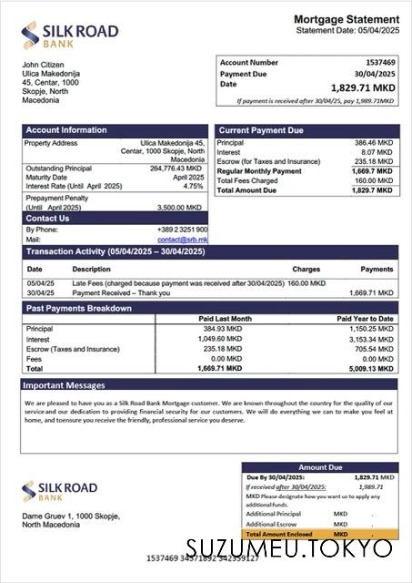 SILK ROAD
BANK
Mortgage Statement
Statement Date: 05/04/2025
John Citizen
Ulica Makedonija
45, Centar, 1000
Skopje, North
Macedonia
Account Number 1537469
Payment Due 30/04/2025
Date 1,829.71 MKD
If payment is received after 30/04/25, pay 1,989.71MKD
Account Information
Property Address Ulica Makedonija 45,
Centar, 1000 Skopje, North
Macedonia
Outstanding Principal 264,776.43 MKD
Maturity Date April 2025
Interest Rate (Until April 2025) 4.75%
Prepayment Penalty
(Until April 2025) 3,500.00 MKD
Contact Us
By Phone: +389 2 3251 900
Mail: contact@srb.mk
Current Payment Due
Principal 386.46 MKD
Interest 8.07 MKD
Escrow (for Taxes and Insurance) 235.18 MKD
Regular Monthly Payment 1,669.7 MKD
Total Fees Charged 160.00 MKD
Total Amount Due 1,829.7 MKD
Transaction Activity (05/04/2025 – 30/04/2025)
Date Description Charges Payments
05/04/25 Late Fees (charged because payment was received after 30/04/2025) 160.00 MKD
30/04/25 Payment Received – Thank you 1,669.71 MKD
Past Payments Breakdown
Paid Last Month Paid Year to Date
Principal 384.93 MKD 1,150.25 MKD
Interest 1,049.60 MKD 3,153.34 MKD
Escrow (Taxes and Insurance) 235.18 MKD 705.54 MKD
Fees 0.00 MKD 0.00 MKD
Total 1,669.71 MKD 5,009.13 MKD
Important Messages
We are pleased to have you as a Silk Road Bank Mortgage customer. We are known throughout the country for the quality of our
service and our dedication to providing financial security for our customers. We will do everything we can to make you feel at
home, and toensure you receive the friendly, professional service you deserve.
SILK ROAD
BANK
Dame Gruev 1, 1000 Skopje,
North Macedonia
Amount Due
Due By 30/04/2025: 1,829.71 MKD
If received after 30/04/2025: 1,989.71
MKD Please designate how you want us to apply any
additional funds.
Additional Principal MKD .
Additional Escrow MKD .
Total Amount Enclosed MKD .
SUZUMEU.TOKYO